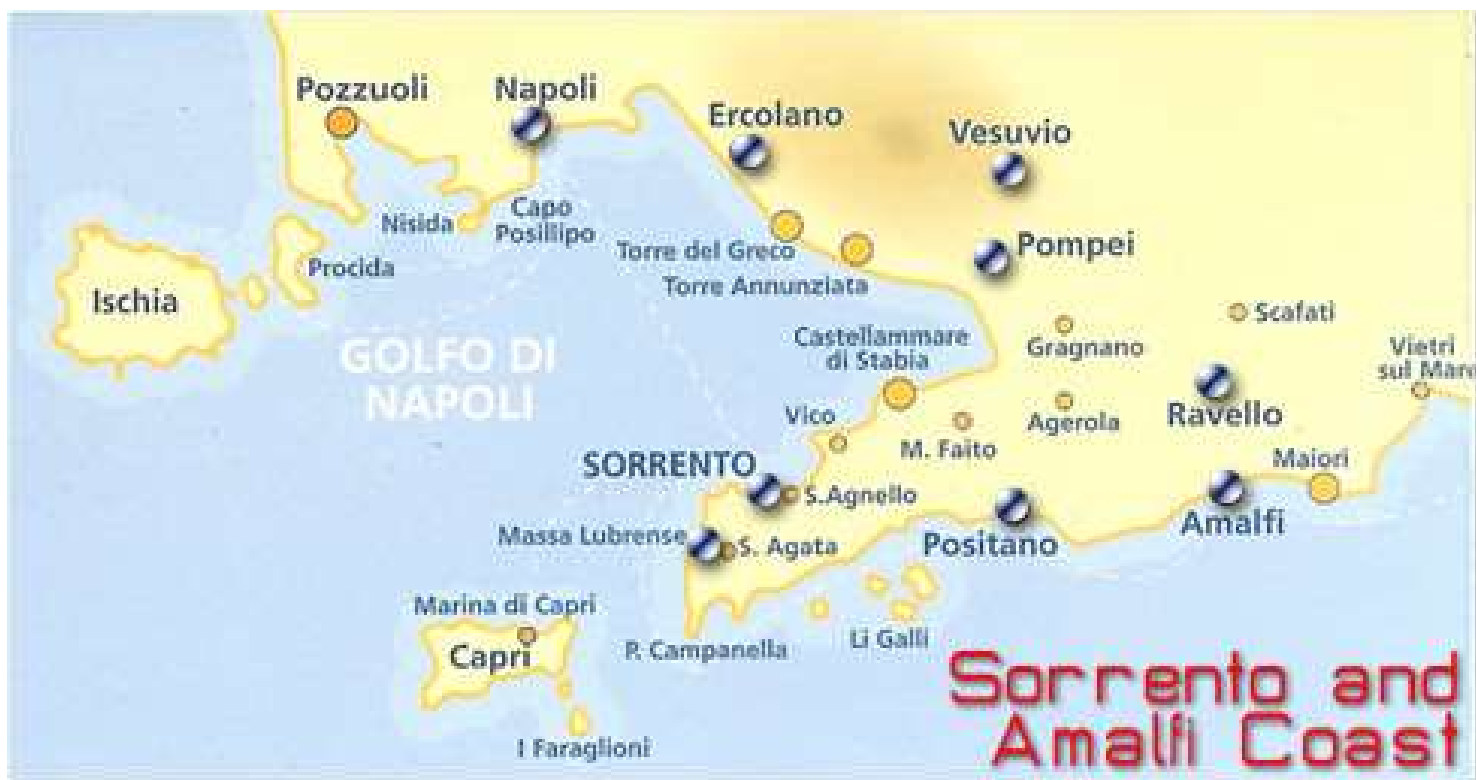 Pozzuoli
Napoli
Ercolano
Vesuvio
Nisida
Capo
Posillipo
Torre del Greco
Pompei
Procida
Torre Annunziata
Ischia
Scafati
Castellammare
di Stabia
Gragnano
GOLFO DI
NAPOLI
Vietri
sul Mare
Vico
M. Faito
Agerola
Ravello
SORRENTO
Maiori
S.Agnello
Massa Lubrense
S. Agata
Positano
Amalfi
Marina di Capri
Capri
P. Campanella
Li Galli
I Faraglioni
Sorrento and
Amalfi Coast